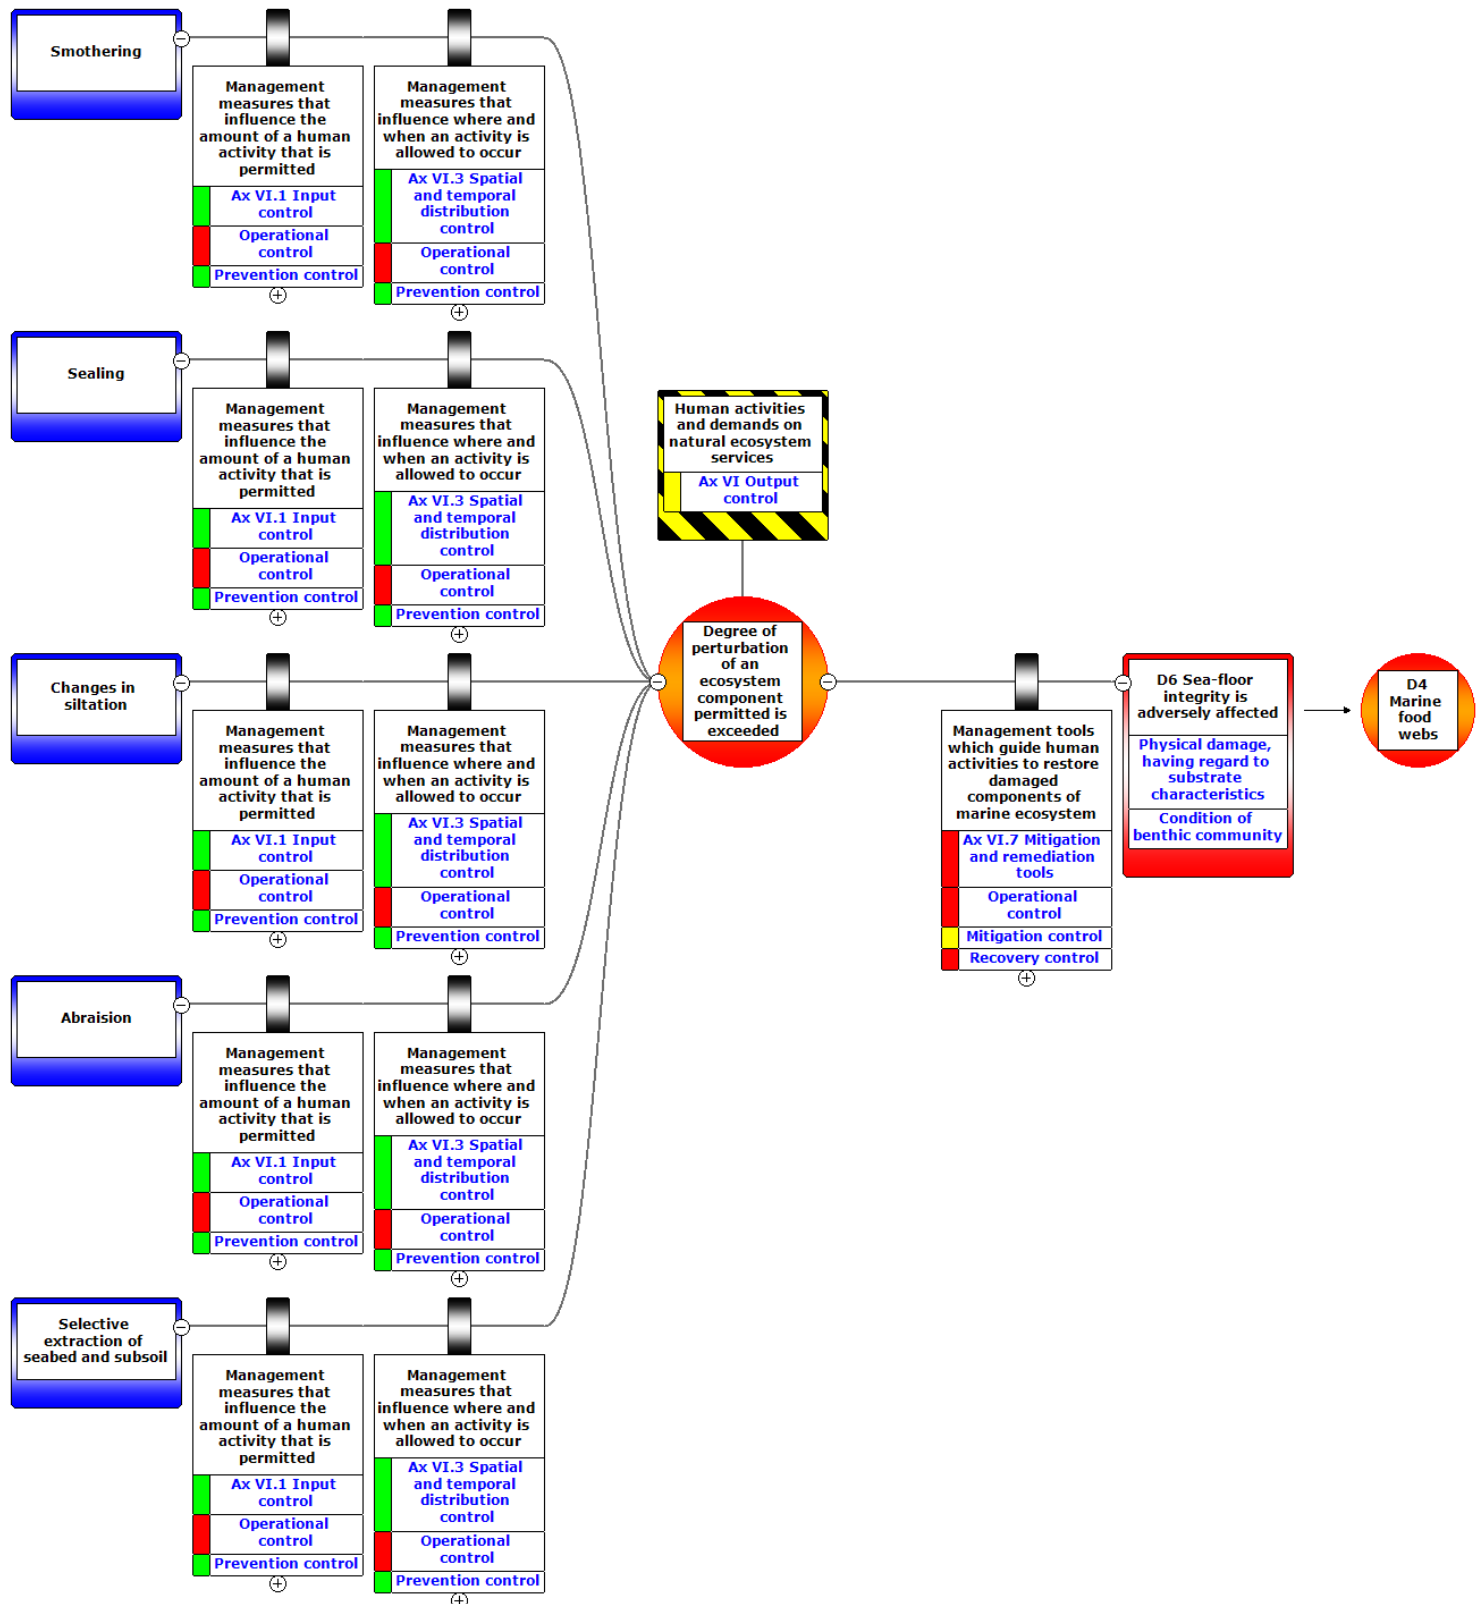 Smothering
Management
measures that
influence the
amount of a human
activity that is
permitted
Ax VI.1 Input
control
Operational
control
Prevention control
Management
measures that
influence where and
when an activity is
allowed to occur
Ax VI.3 Spatial
and temporal
distribution
control
Operational
control
Prevention control
Sealing
Management
measures that
influence the
amount of a human
activity that is
permitted
Ax VI.1 Input
control
Operational
control
Prevention control
Management
measures that
influence where and
when an activity is
allowed to occur
Ax VI.3 Spatial
and temporal
distribution
control
Operational
control
Prevention control
Changes in
siltation
Management
measures that
influence the
amount of a human
activity that is
permitted
Ax VI.1 Input
control
Operational
control
Prevention control
Management
measures that
influence where and
when an activity is
allowed to occur
Ax VI.3 Spatial
and temporal
distribution
control
Operational
control
Prevention control
Abraision
Management
measures that
influence the
amount of a human
activity that is
permitted
Ax VI.1 Input
control
Operational
control
Prevention control
Management
measures that
influence where and
when an activity is
allowed to occur
Ax VI.3 Spatial
and temporal
distribution
control
Operational
control
Prevention control
Selective
extraction of
seabed and subsoil
Management
measures that
influence the
amount of a human
activity that is
permitted
Ax VI.1 Input
control
Operational
control
Prevention control
Management
measures that
influence where and
when an activity is
allowed to occur
Ax VI.3 Spatial
and temporal
distribution
control
Operational
control
Prevention control
Human activities
and demands on
natural ecosystem
services
Ax VI Output
control
Degree of
perturbation
of an
ecosystem
component
permitted is
exceeded
Management tools
which guide human
activities to restore
damaged
components of
marine ecosystem
Ax VI.7 Mitigation
and remediation
tools
Operational
control
Mitigation control
Recovery control
D6 Sea-floor
integrity is
adversely affected
Physical damage,
having regard to
substrate
characteristics
Condition of
benthic community
D4
Marine
food
webs